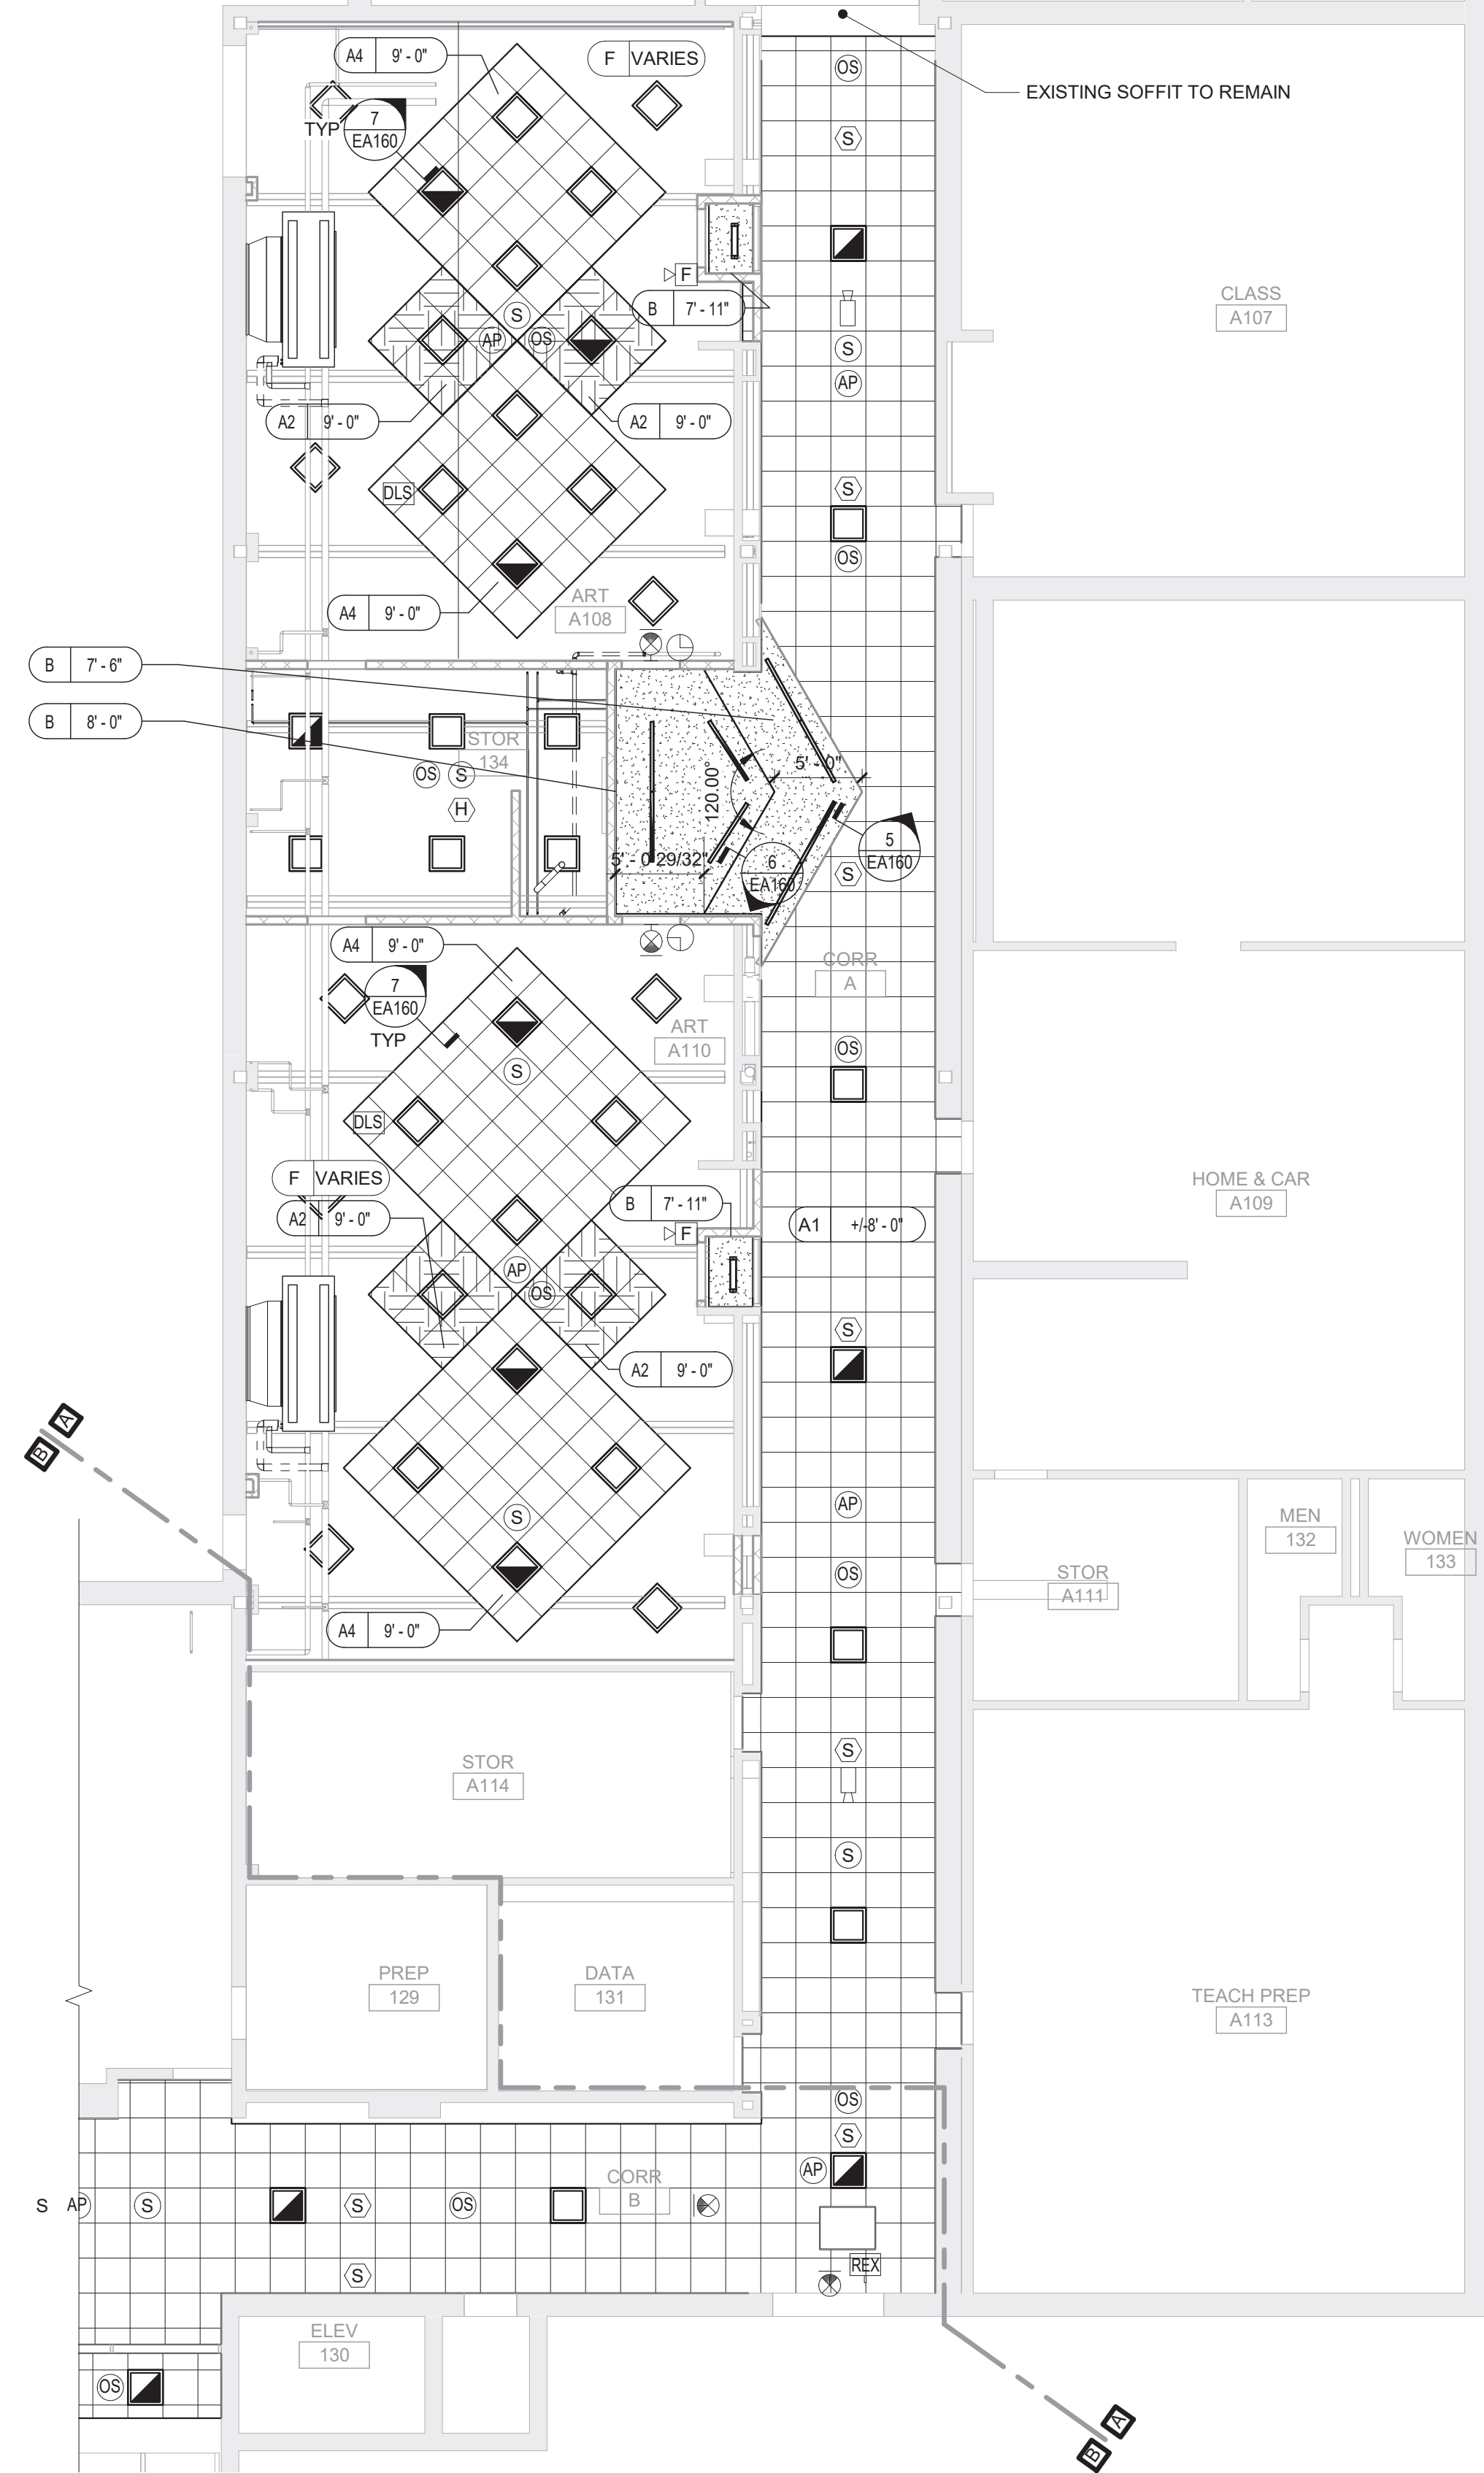 A4 9' - 0"
F VARIES
EXISTING SOFFIT TO REMAIN
OS
7
EA160
TYP
S
CLASS
A107
F
B 7' - 11"
S
AP OS
S
AP
A2 9' - 0"
A2 9' - 0"
DLS
S
OS
A4 9' - 0"
ART
A108
B 7' - 6"
B 8' - 0"
STOR
134
OS S
H
120.00°
5' - 0"
5' - 0 29/32"
6
EA160
5
EA160
S
A4 9' - 0"
CORR
A
7
EA160
TYP
ART
A110
OS
S
DLS
F VARIES
A2 9' - 0"
B 7' - 11"
F
A1 +/-8' - 0"
HOME & CAR
A109
AP
OS
S
A2 9' - 0"
A
B
AP
S
MEN
132
WOMEN
133
STOR
A111
OS
A4 9' - 0"
S
STOR
A114
S
PREP
129
DATA
131
TEACH PREP
A113
OS
S
AP
CORR
B
S AP S S OS
REX
S
ELEV
130
OS
A
B